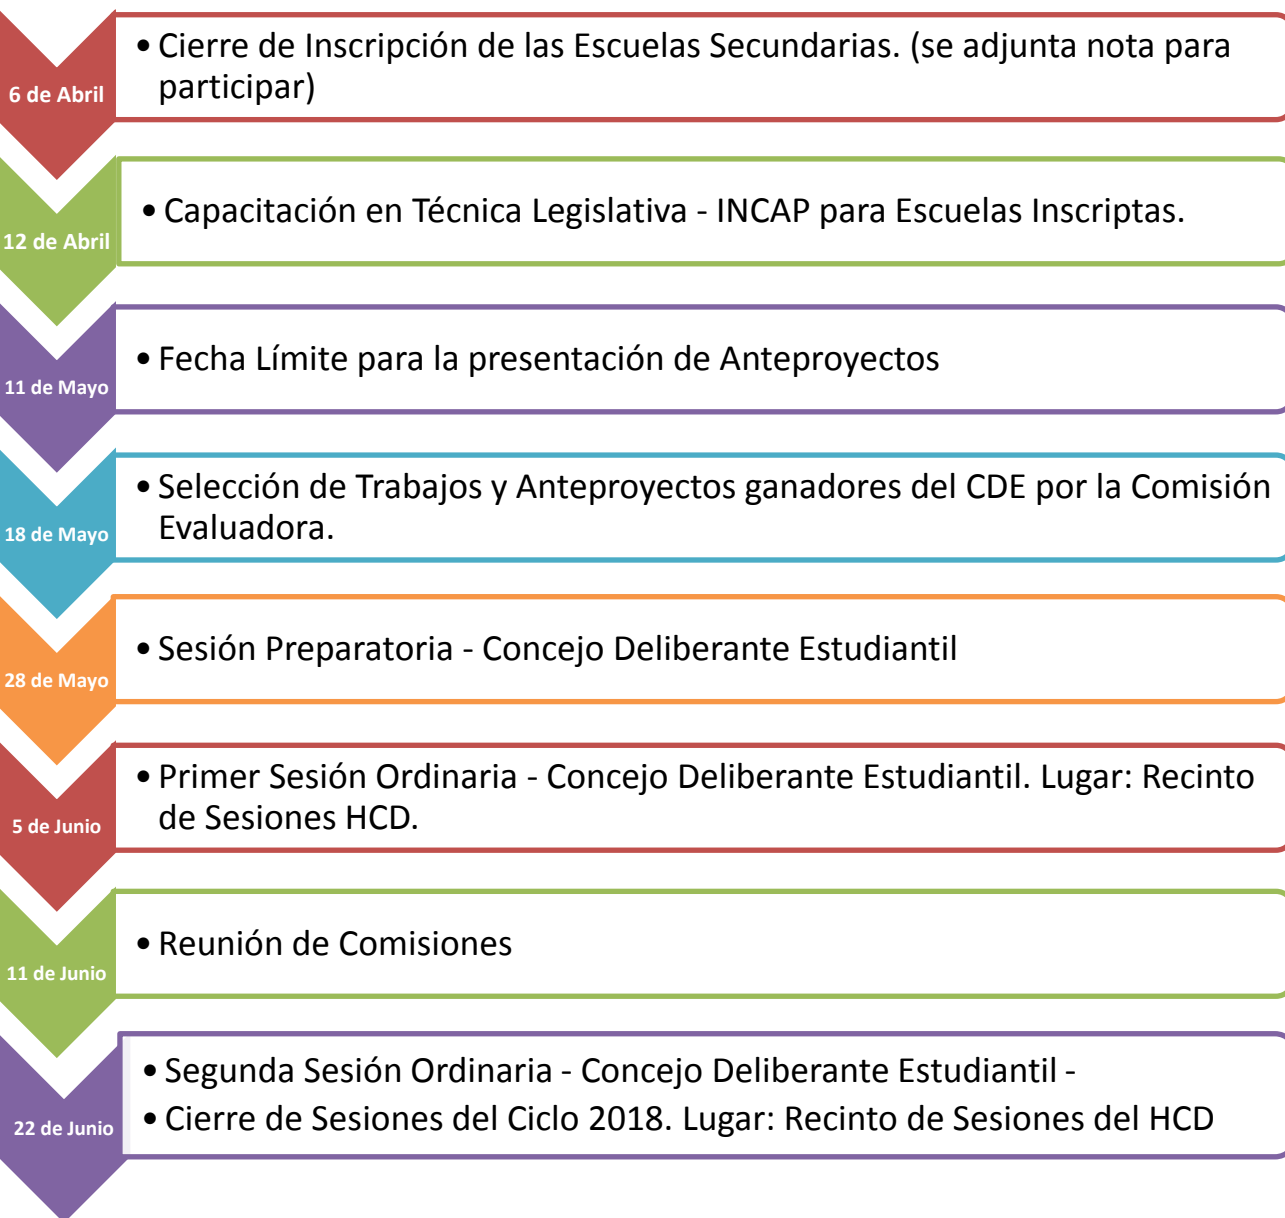 6 de Abril
• Cierre de Inscripción de las Escuelas Secundarias. (se adjunta nota para
participar)
12 de Abril
• Capacitación en Técnica Legislativa - INCAP para Escuelas Inscriptas.
11 de Mayo
• Fecha Límite para la presentación de Anteproyectos
18 de Mayo
• Selección de Trabajos y Anteproyectos ganadores del CDE por la Comisión
Evaluadora.
28 de Mayo
• Sesión Preparatoria - Concejo Deliberante Estudiantil
5 de Junio
• Primer Sesión Ordinaria - Concejo Deliberante Estudiantil. Lugar: Recinto
de Sesiones HCD.
11 de Junio
• Reunión de Comisiones
22 de Junio
• Segunda Sesión Ordinaria - Concejo Deliberante Estudiantil -
• Cierre de Sesiones del Ciclo 2018. Lugar: Recinto de Sesiones del HCD